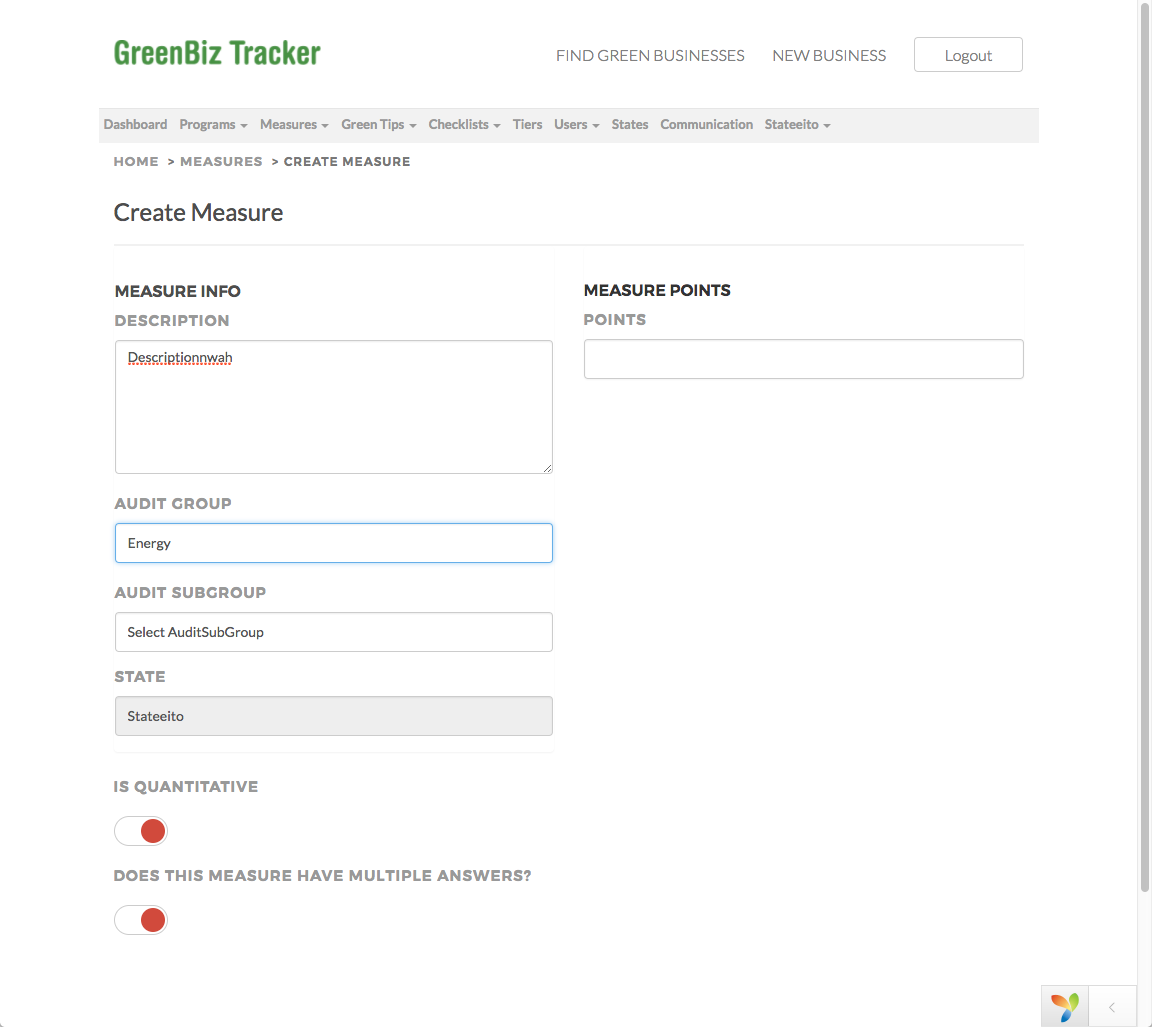 GreenBiz Tracker
FIND GREEN BUSINESSES NEW BUSINESS Logout
Dashboard Programs Measures Green Tips Checklists Tiers Users States Communication Stateeito
HOME > MEASURES > CREATE MEASURE
Create Measure
MEASURE INFO
DESCRIPTION
Descriptionnwah
AUDIT GROUP
Energy
AUDIT SUBGROUP
Select AuditSubGroup
STATE
Stateeito
IS QUANTITATIVE
DOES THIS MEASURE HAVE MULTIPLE ANSWERS?
MEASURE POINTS
POINTS